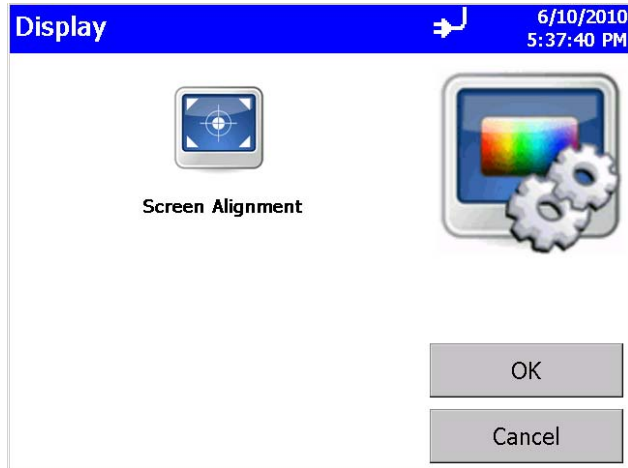 Display
6/10/2010
5:37:40 PM
Screen Alignment
OK
Cancel